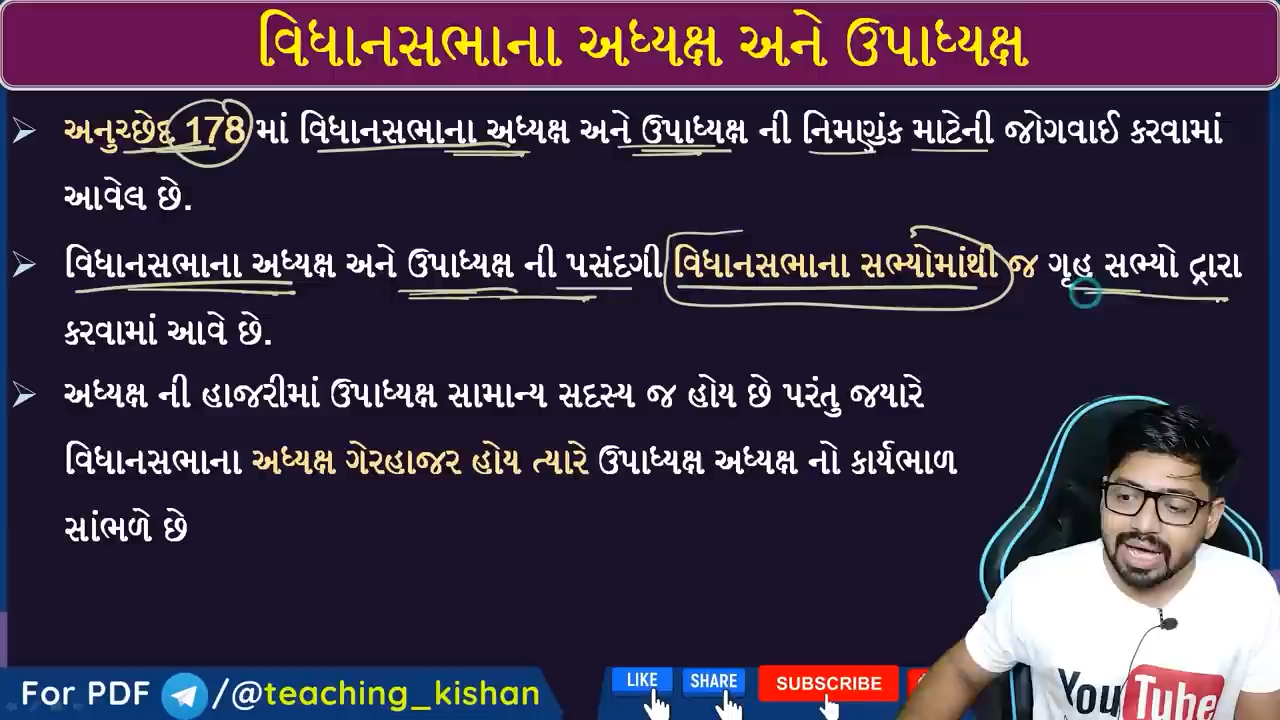 વિધાનસભાના અધ્યક્ષ અને ઉપાધ્યક્ષ
અનુચ્છેદ 178 માં વિધાનસભાના અધ્યક્ષ અને ઉપાધ્યક્ષ ની નિમણુંક માટેની જોગવાઈ કરવામાં
આવેલ છે.
વિધાનસભાના અધ્યક્ષ અને ઉપાધ્યક્ષ ની પસંદગી વિધાનસભાના સભ્યોમાંથી જ ગૃહ સભ્યો દ્રારા
કરવામાં આવે છે.
અધ્યક્ષ ની હાજરીમાં ઉપાધ્યક્ષ સામાન્ય સદસ્ય જ હોય છે પરંતુ જયારે
વિધાનસભાના અધ્યક્ષ ગેરહાજર હોય ત્યારે ઉપાધ્યક્ષ અધ્યક્ષ નો કાર્યભાળ
સાંભળે છે
For PDF /@teaching_kishan
LIKE SHARE SUBSCRIBE
You Tube